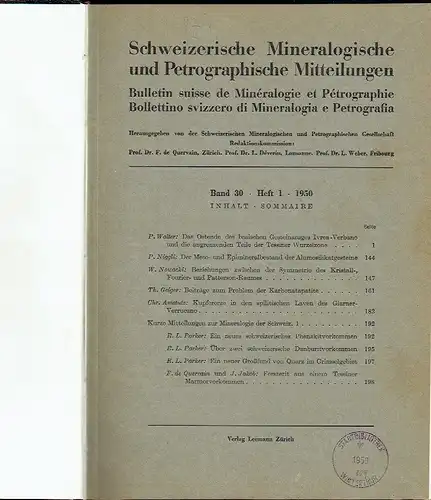 Schweizerische Mineralogische
und Petrographische Mitteilungen
Bulletin suisse de Minéralogie et Pétrographie
Bollettino svizzero di Mineralogia e Petrografia
Herausgegeben von der Schweizerischen Mineralogischen und Petrographischen Gesellschaft
Redaktionskommission:
Prof. Dr. F. de Quervain, Zürich. Prof. Dr. L. Déverin, Lausanne. Prof. Dr. L. Weber, Fribourg
Band 30 - Heft 1 - 1950
INHALT - SOMMAIRE
Seite
P. Walter: Das Ostende des basischen Gesteinszuges Ivrea-Verbano
und die angrenzenden Teile der Tessiner Wurzelzone 1
P. Niggli: Der Meso- und Epimineralbestand der Alumosilikatgesteine 144
W. Nowacki: Beziehungen zwischen der Symmetrie des Kristall-,
Fourier- und Patterson-Raumes 147
Th. Geiger: Beiträge zum Problem der Karbonatapatite 161
Chr. Amstutz: Kupfererze in den spilitischen Laven des Glarner-
Verrucano 182
Kurze Mitteilungen zur Mineralogie der Schweiz. 1 192
R. L. Parker: Ein neues schweizerisches Phenakitvorkommen 192
R. L. Parker: Über zwei schweizerische Danburitvorkommen 195
R. L. Parker: Ein neuer Großfund von Quarz im Grimselgebiet 197
F. de Quervain und J. Jakob: Fuchsit aus einem Tessiner
Marmorvorkommen 198
Verlag Leemann Zürich
1950